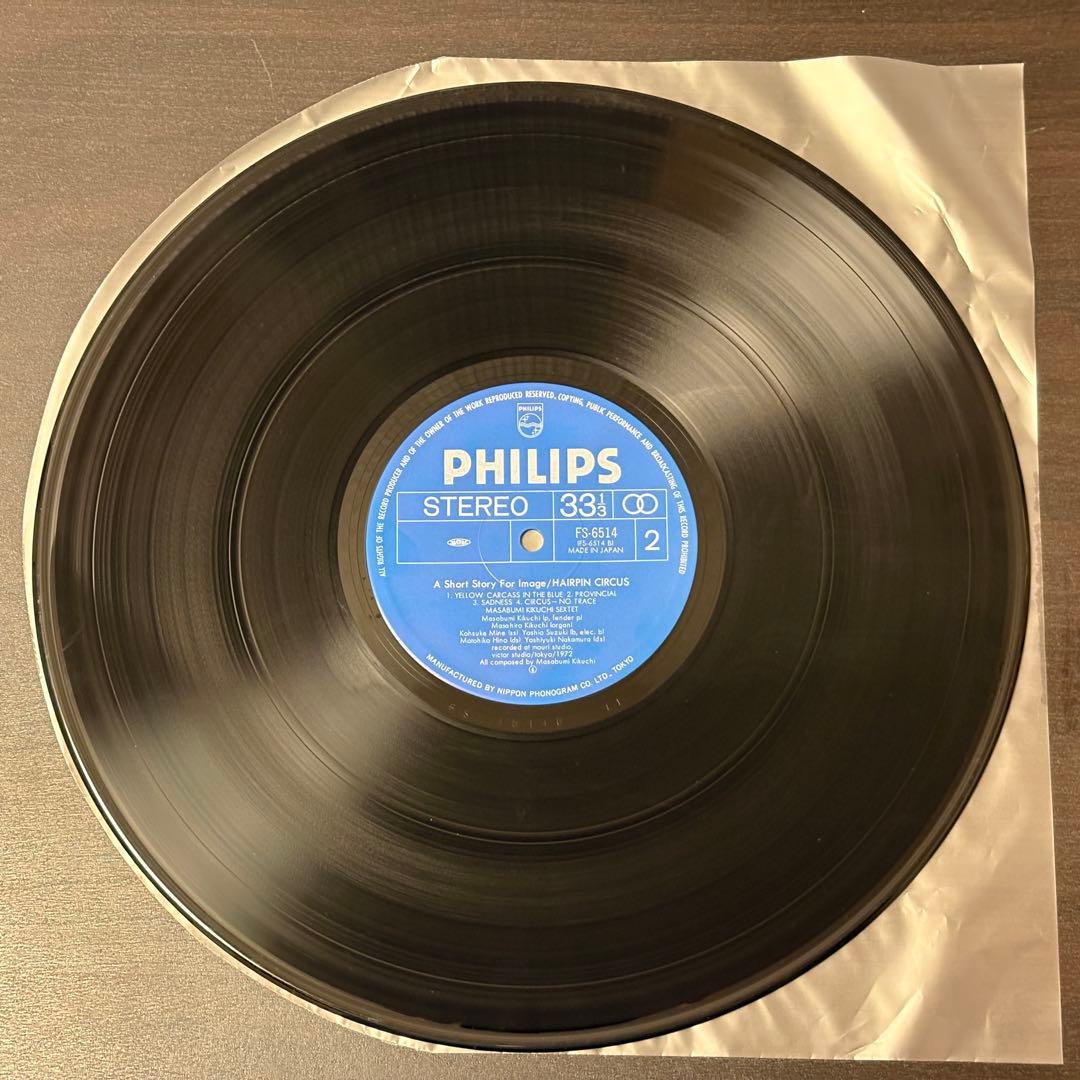 ALL RIGHTS OF THE RECORD PRODUCER AND OF THE OWNER OF THE WORK REPRODUCED RESERVED. COPYING, PUBLIC PERFORMANCE AND BROADCASTING OF THIS RECORD PROHIBITED
PHILIPS
PHILIPS
STEREO 33 1/3
FS-6514
(FS-6514 B)
MADE IN JAPAN
2
A Short Story For Image/HAIRPIN CIRCUS
1. YELLOW CARCASS IN THE BLUE 2. PROVINCIAL
3. SADNESS 4. CIRCUS—NO TRACE
MASABUMI KIKUCHI SEXTET
Masabumi Kikuchi (p, fender p)
Masahiro Kikuchi (organ)
Kohsuke Mine (ss) Yoshio Suzuki (b, elec. b)
Motohiko Hino (ds) Yoshiyuki Nakamura (ds)
recorded at mouri studio,
victor studio/tokyo/1972
All composed by Masabumi Kikuchi
MANUFACTURED BY NIPPON PHONOGRAM CO. LTD., TOKYO